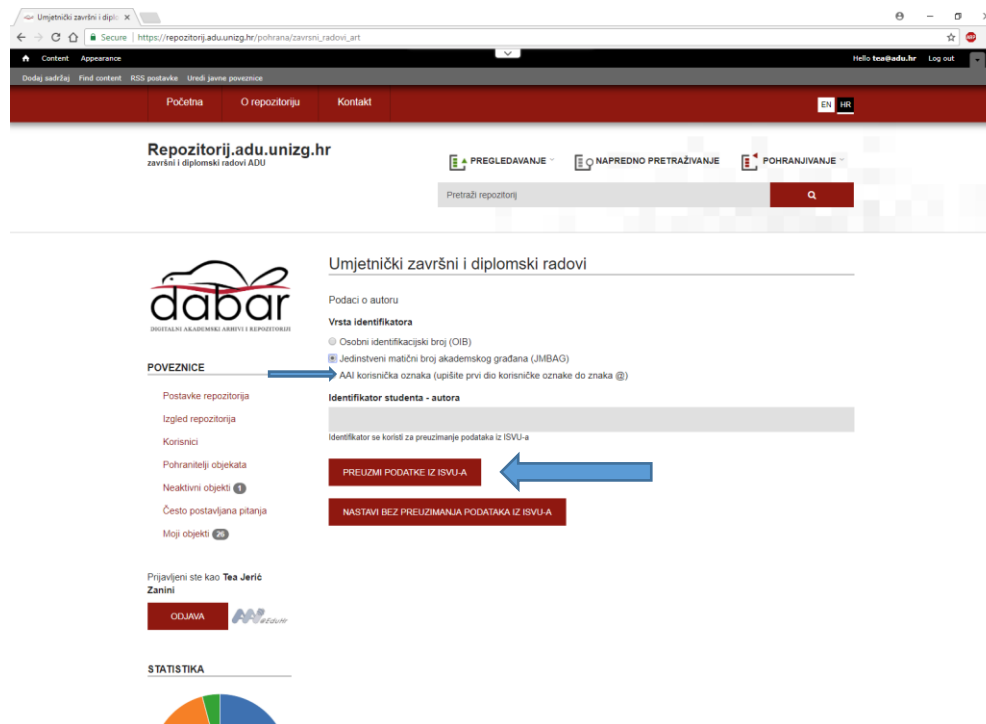 Umjetnički završni i diplo
Secure | https://repozitorij.adu.unizg.hr/pohrana/zavrsni_radovi_art
ABP
Content Appearance Hello tea@adu.hr Log out
Dodaj sadržaj Find content RSS postavke Uredi javne poveznice
Početna O repozitoriju Kontakt EN HR
Repozitorij.adu.unizg.hr
završni i diplomski radovi ADU
PREGLEDAVANJE NAPREDNO PRETRAŽIVANJE POHRANJIVANJE
Pretraži repozitorij
dabar
DIGITALNI AKADEMSKI ARHIVI I REPOZITORIJI
POVEZNICE
Postavke repozitorija
Izgled repozitorija
Korisnici
Pohranitelji objekata
Neaktivni objekti 1
Često postavljana pitanja
Moji objekti 26
Prijavljeni ste kao Tea Jerić
Zanini
ODJAVA AAI@EduHr
STATISTIKA
Umjetnički završni i diplomski radovi
Podaci o autoru
Vrsta identifikatora
Osobni identifikacijski broj (OIB)
Jedinstveni matični broj akademskog građana (JMBAG)
AAI korisnička oznaka (upišite prvi dio korisničke oznake do znaka @)
Identifikator studenta - autora
Identifikator se koristi za preuzimanje podataka iz ISVU-a
PREUZMI PODATKE IZ ISVU-A
NASTAVI BEZ PREUZIMANJA PODATAKA IZ ISVU-A